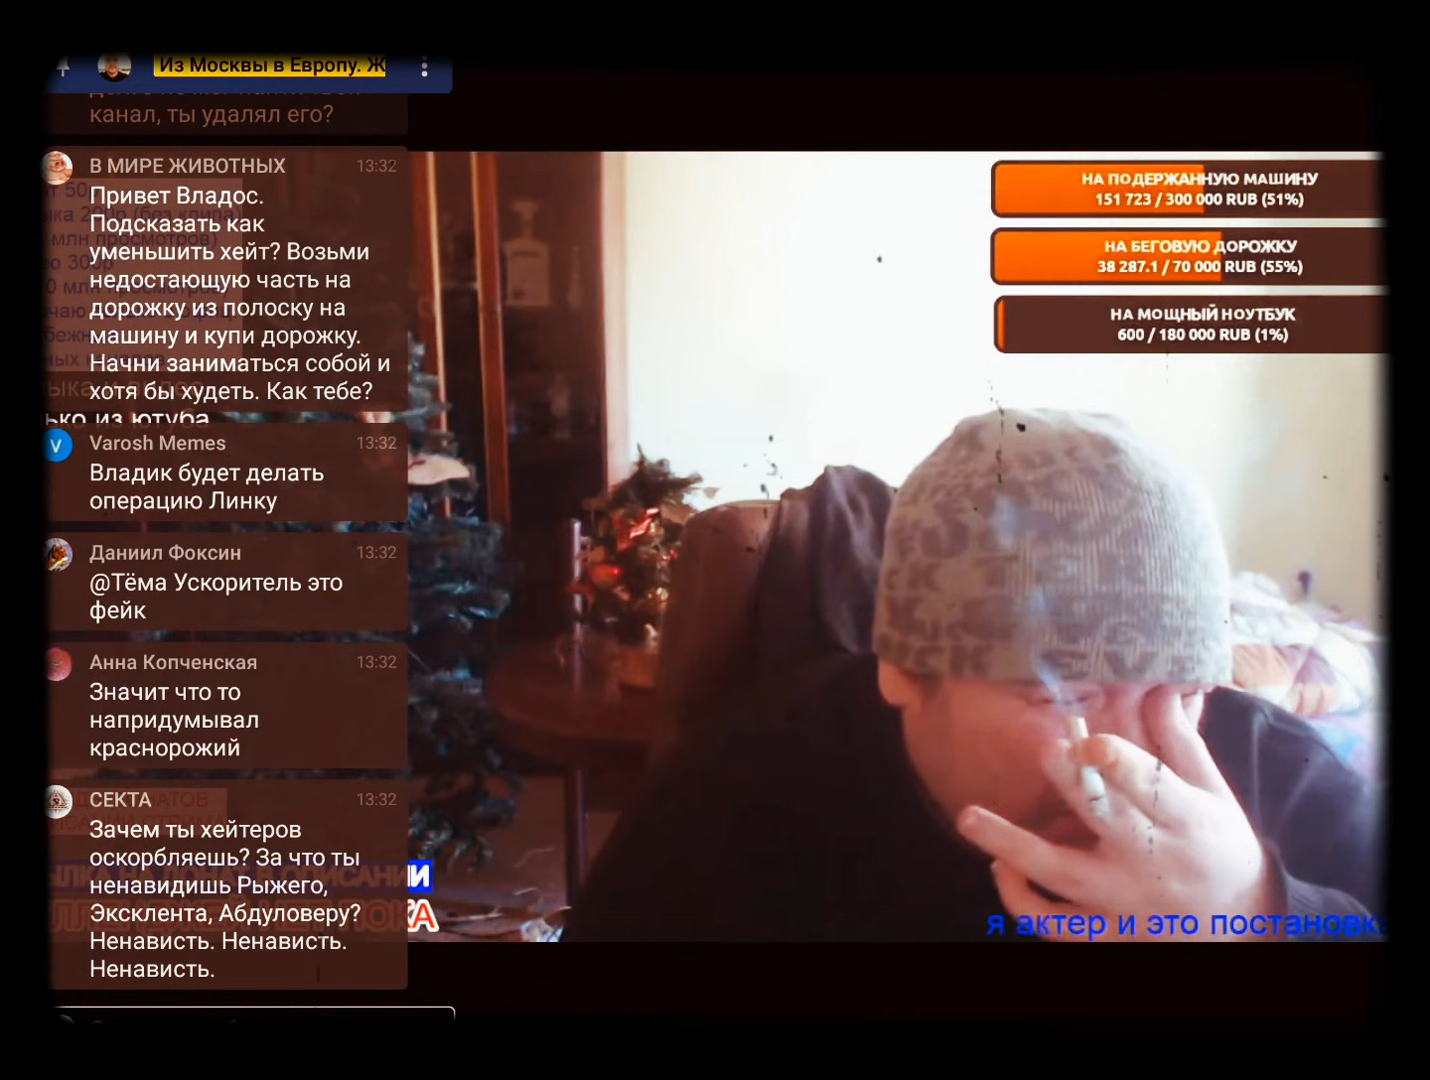 Из Москвы в Европу. Ж
канал, ты удалял его?
В МИРЕ ЖИВОТНЫХ 13:32
Привет Владос.
Подсказать как
уменьшить хейт? Возьми
недостающую часть на
дорожку из полоску на
машину и купи дорожку.
Начни заниматься собой и
хотя бы худеть. Как тебе?
ько из ютуба
Varosh Memes 13:32
Владик будет делать
операцию Линку
Даниил Фоксин 13:32
@Тёма Ускоритель это
фейк
Анна Копченская 13:32
Значит что то
напридумывал
краснорожий
СЕКТА 13:32
Зачем ты хейтеров
оскорбляешь? За что ты
ненавидишь Рыжего,
Эксклента, Абдуловеру?
Ненависть. Ненависть.
Ненависть.
НА ПОДЕРЖАННУЮ МАШИНУ
151 723 / 300 000 RUB (51%)
НА БЕГОВУЮ ДОРОЖКУ
38 287.1 / 70 000 RUB (55%)
НА МОЩНЫЙ НОУТБУК
600 / 180 000 RUB (1%)
я актер и это постановка